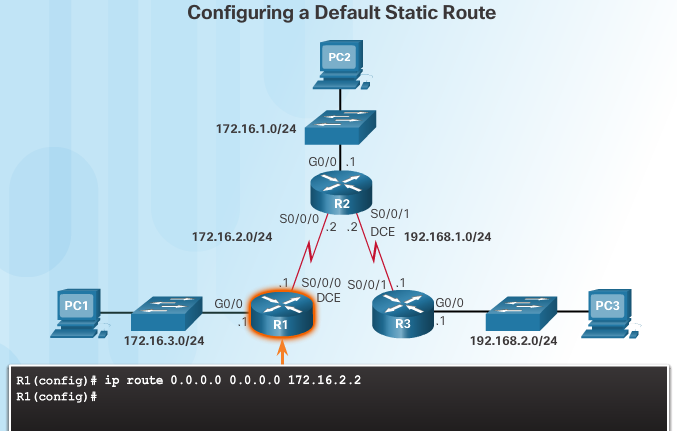 Configuring a Default Static Route
PC2
172.16.1.0/24
G0/0 .1
R2
S0/0/0 S0/0/1
.2 .2 DCE
172.16.2.0/24 192.168.1.0/24
.1 S0/0/0 S0/0/1 .1
DCE
PC1 G0/0 R1 R3 G0/0 PC3
.1 .1
172.16.3.0/24 192.168.2.0/24
R1(config)# ip route 0.0.0.0 0.0.0.0 172.16.2.2
R1(config)#